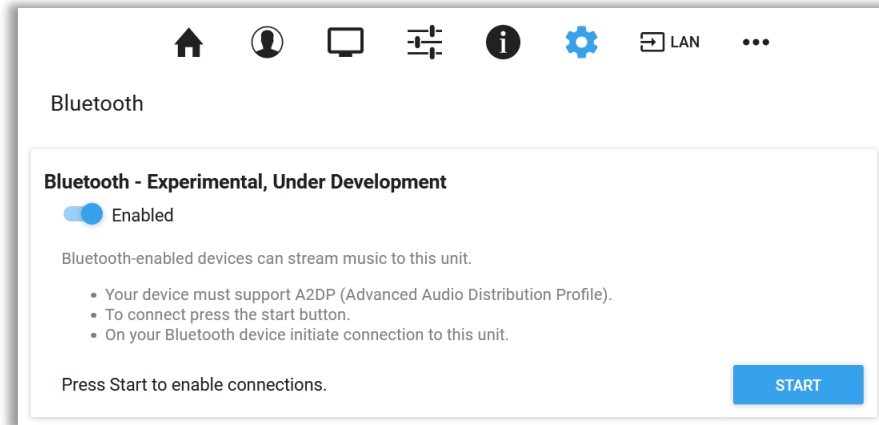 LAN
Bluetooth
Bluetooth - Experimental, Under Development
Enabled
Bluetooth-enabled devices can stream music to this unit.
• Your device must support A2DP (Advanced Audio Distribution Profile).
• To connect press the start button.
• On your Bluetooth device initiate connection to this unit.
Press Start to enable connections.
START